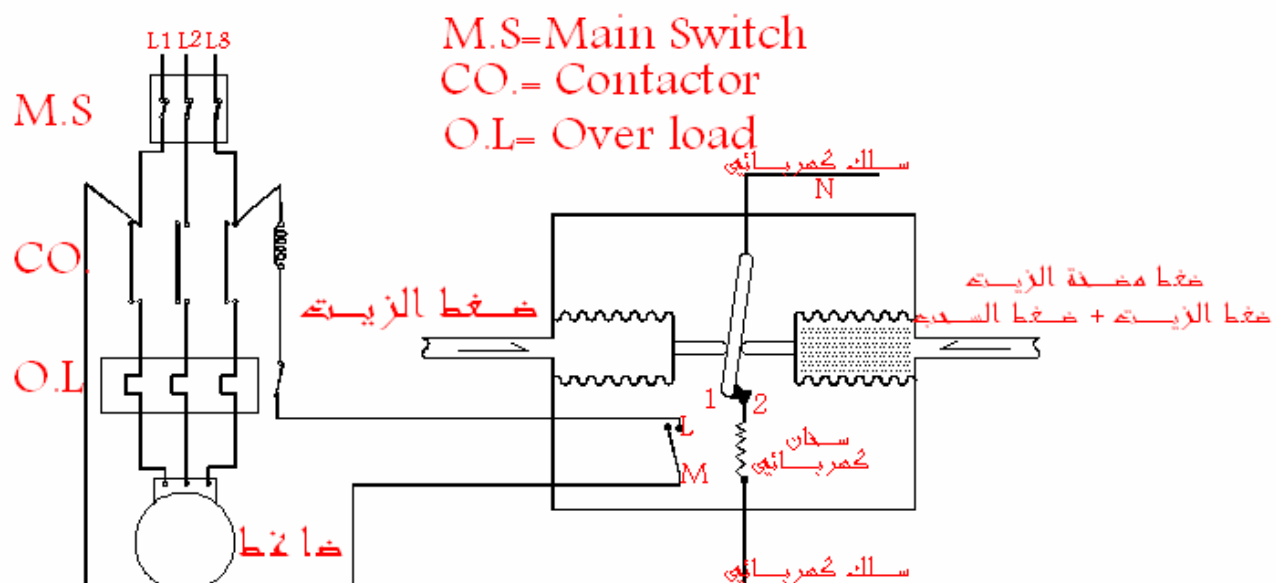 L1 L2 L3
M.S=Main Switch
CO.= Contactor
O.L= Over load
M.S
CO.
O.L
سلك كهربائي
N
ضغط الزيت
ضغط مضخة الزيت
ضغط الزيت + ضغط السحب
1 2
L
M
سخان
كهربائي
ضاغط
سلك كهربائي